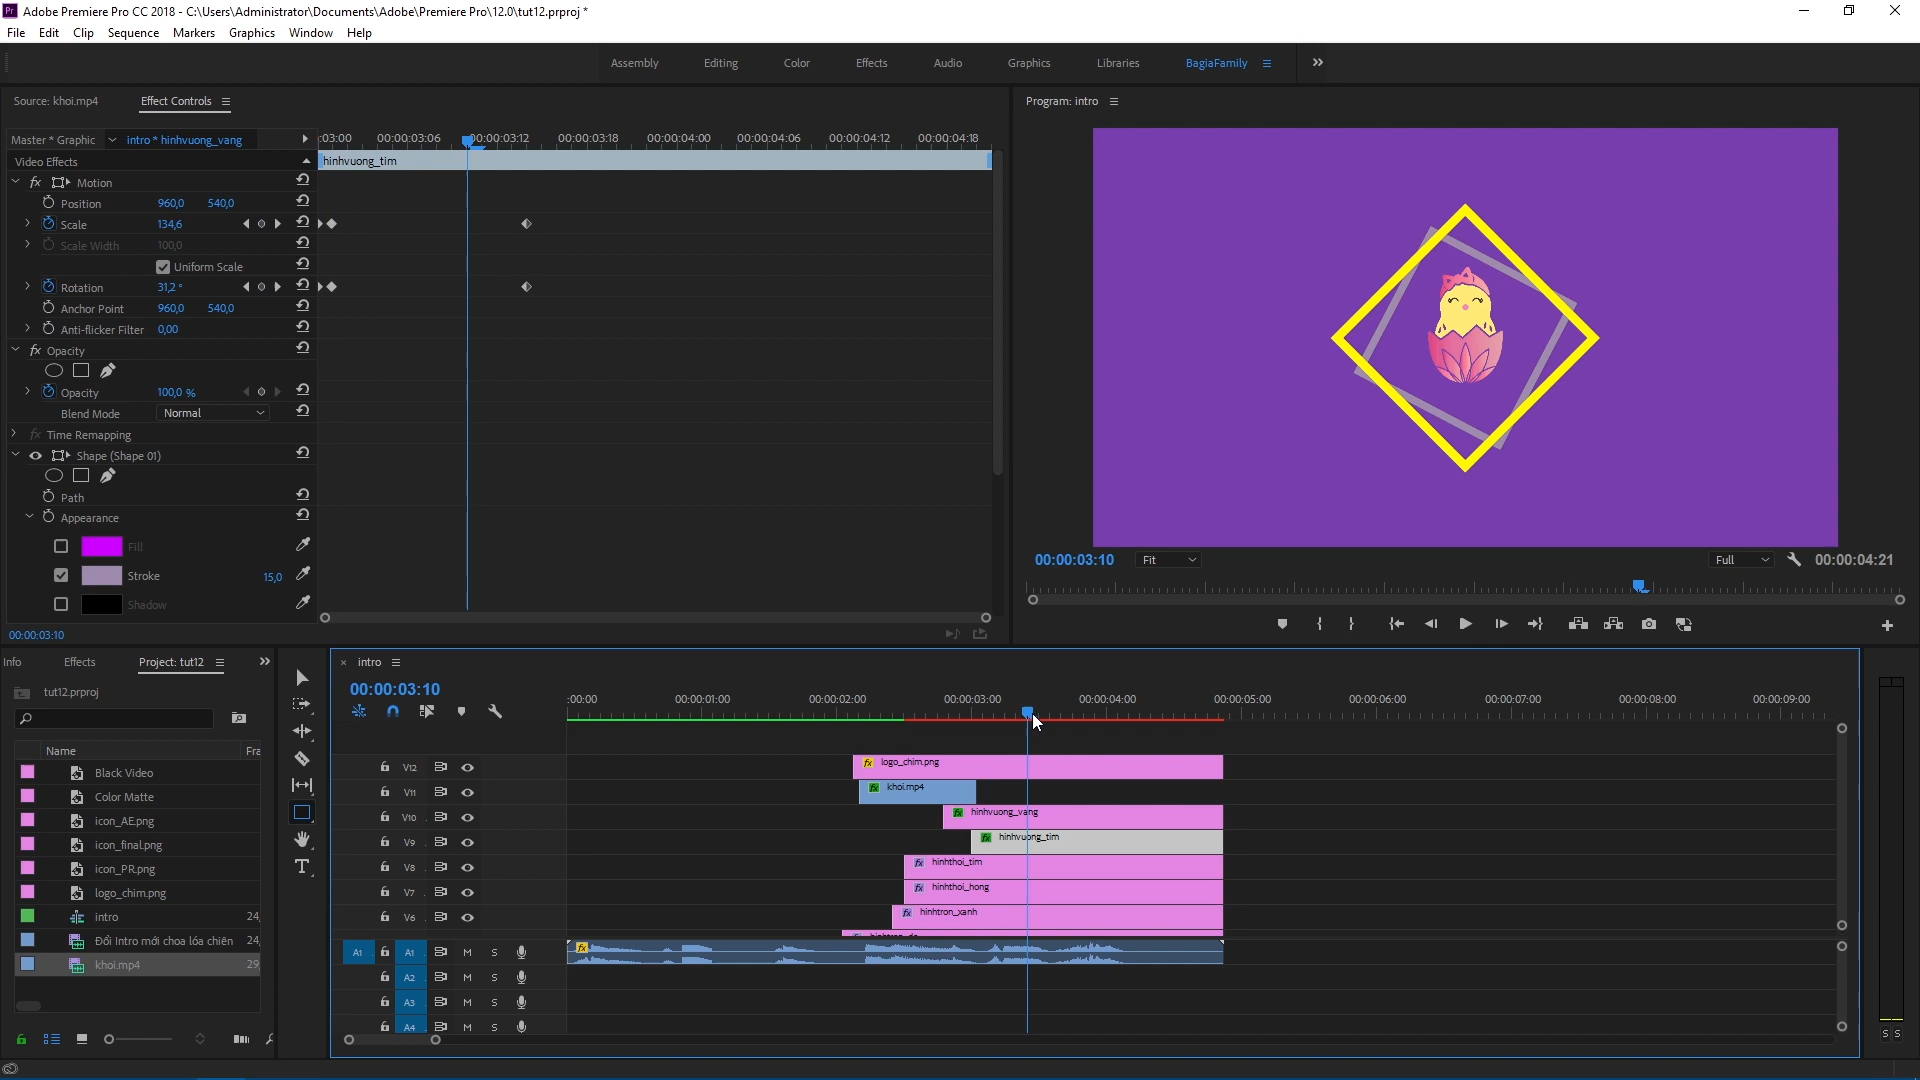 Adobe Premiere Pro CC 2018 - C:\Users\Administrator\Documents\Adobe\Premiere Pro\12.0\tut12.prproj *
File Edit Clip Sequence Markers Graphics Window Help
Assembly Editing Color Effects Audio Graphics Libraries BagiaFamily
Source: khoi.mp4 Effect Controls
Program: intro
Master * Graphic intro * hinhvuong_vang
:03:00 00:00:03:06 00:00:03:12 00:00:03:18 00:00:04:00 00:00:04:06 00:00:04:12 00:00:04:18
Video Effects
hinhvuong_tim
fx Motion
Position 960,0 540,0
Scale 134,6
Scale Width 100,0
Uniform Scale
Rotation 31,2 °
Anchor Point 960,0 540,0
Anti-flicker Filter 0,00
fx Opacity
Opacity 100,0 %
Blend Mode Normal
fx Time Remapping
Shape (Shape 01)
Path
Appearance
Fill
Stroke 15,0
Shadow
00:00:03:10
00:00:03:10 Fit Full 00:00:04:21
Info Effects Project: tut12
tut12.prproj
Name Fra
Black Video
Color Matte
icon_AE.png
icon_final.png
icon_PR.png
logo_chim.png
intro 24,
Đổi Intro mới choa lóa chiên 24,
khoi.mp4 29,
× intro
00:00:03:10
:00:00 00:00:01:00 00:00:02:00 00:00:03:00 00:00:04:00 00:00:05:00 00:00:06:00 00:00:07:00 00:00:08:00 00:00:09:00
V12 fx logo_chim.png
V11 fx khoi.mp4
V10 fx hinhvuong_vang
V9 fx hinhvuong_tim
V8 fx hinhthoi_tim
V7 fx hinhthoi_hong
V6 fx hinhtron_xanh
A1 A1 M S fx
A2 M S
A3 M S
A4 M S
S S